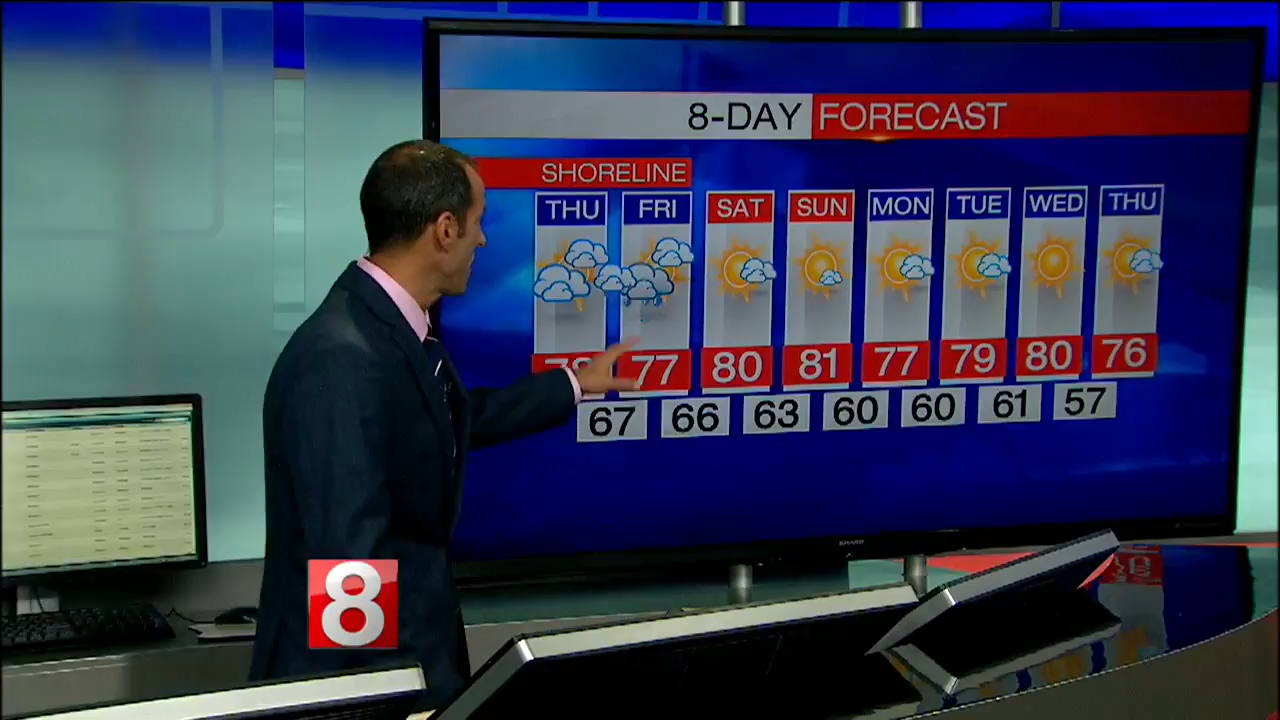 8-DAY FORECAST
SHORELINE
THU FRI SAT SUN MON TUE WED THU
77 80 81 77 79 80 76
67 66 63 60 60 61 57
SHARP
8